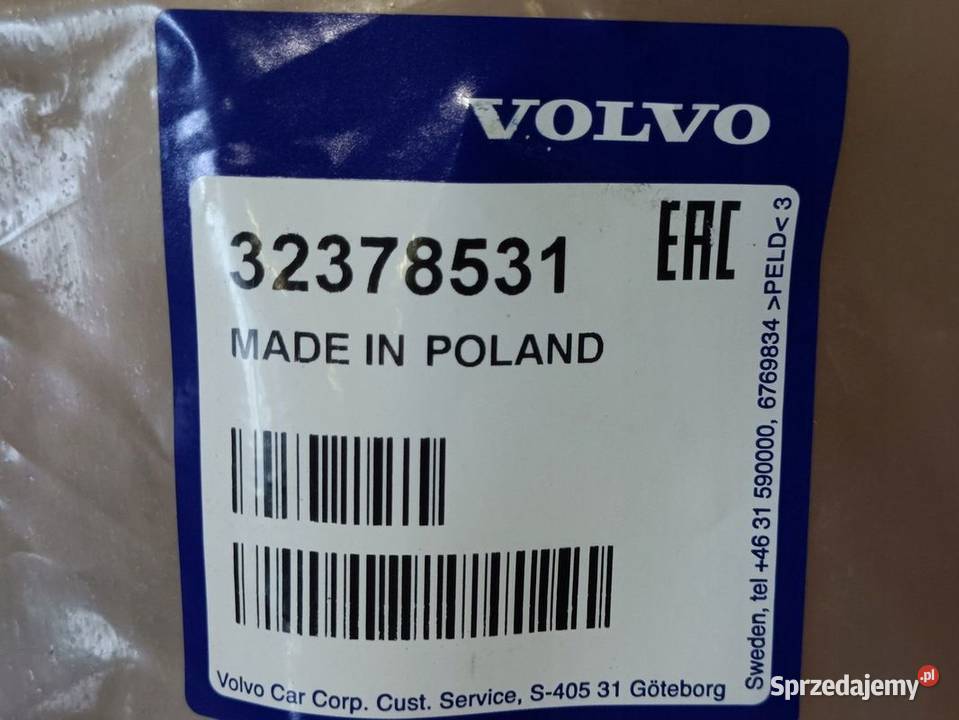 VOLVO
32378531
EAC
MADE IN POLAND
Volvo Car Corp. Cust. Service, S-405 31 Göteborg
Sweden, tel +46 31 590000, 6769834 >PELD< 3
Sprzedajemy.pl